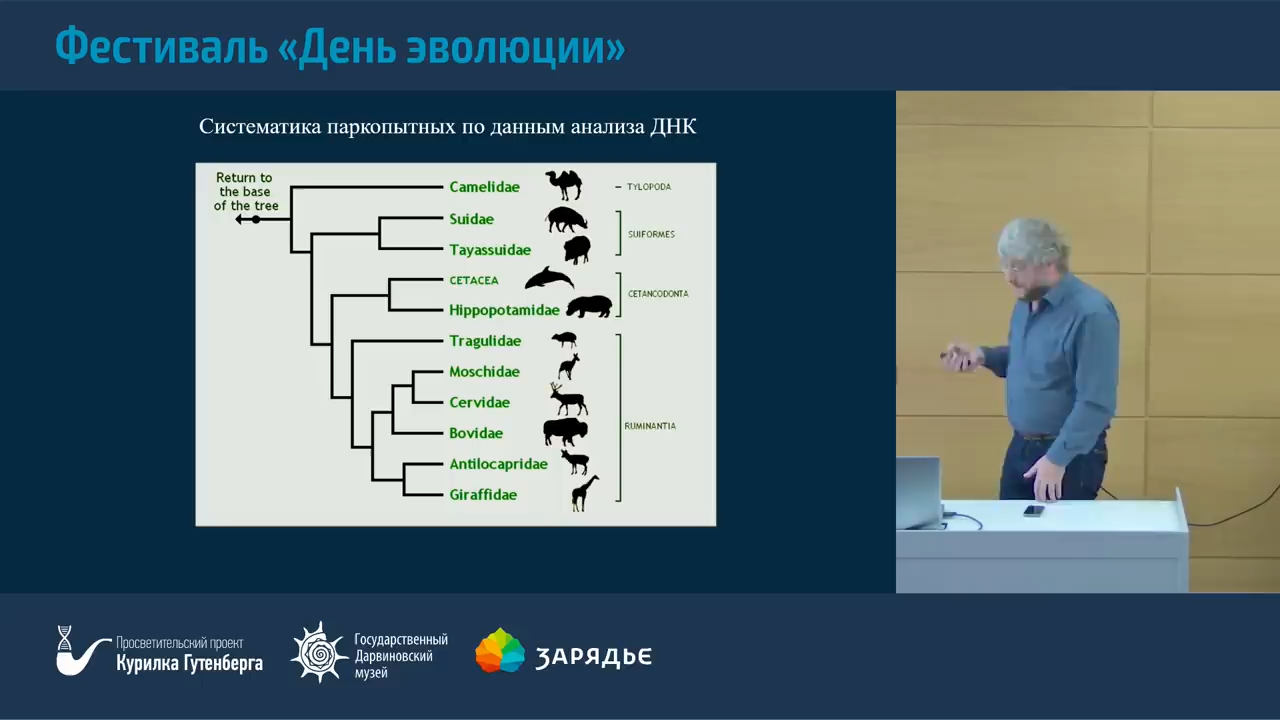 Фестиваль «День эволюции»
Систематика паркопытных по данным анализа ДНК
Return to
the base
of the tree
Camelidae
TYLOPODA
Suidae
SUIFORMES
Tayassuidae
CETACEA
CETANCODONTA
Hippopotamidae
Tragulidae
Moschidae
Cervidae
RUMINANTIA
Bovidae
Antilocapridae
Giraffidae
Просветительский проект
Курилка Гутенберга
Государственный
Дарвиновский
музей
ЗАРЯДЬЕ